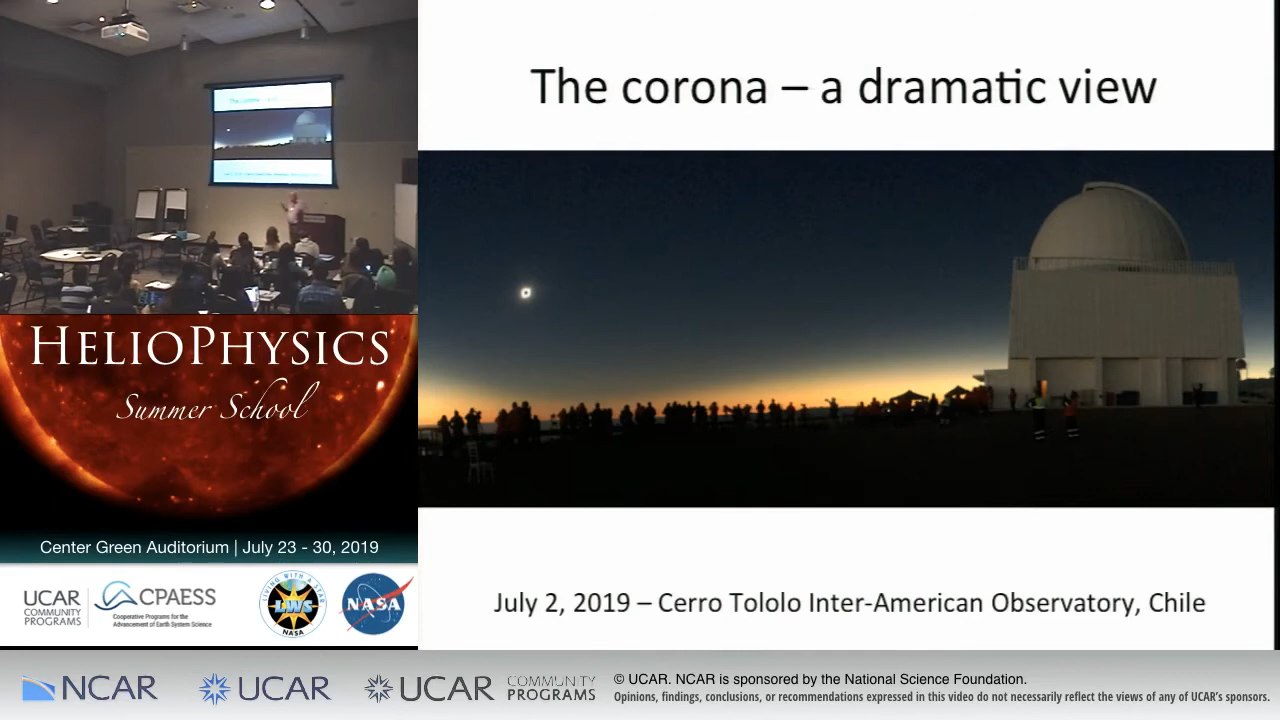 The corona – a dramatic view
July 2, 2019 – Cerro Tololo Inter-American Observatory, Chile
HELIOPHYSICS
Summer School
Center Green Auditorium | July 23 - 30, 2019
UCAR
COMMUNITY
PROGRAMS
CPAESS
Cooperative Programs for the
Advancement of Earth System Science
LIVING WITH A STAR
LWS
NASA
NASA
NCAR
UCAR
UCAR
COMMUNITY
PROGRAMS
© UCAR. NCAR is sponsored by the National Science Foundation.
Opinions, findings, conclusions, or recommendations expressed in this video do not necessarily reflect the views of any of UCAR's sponsors.